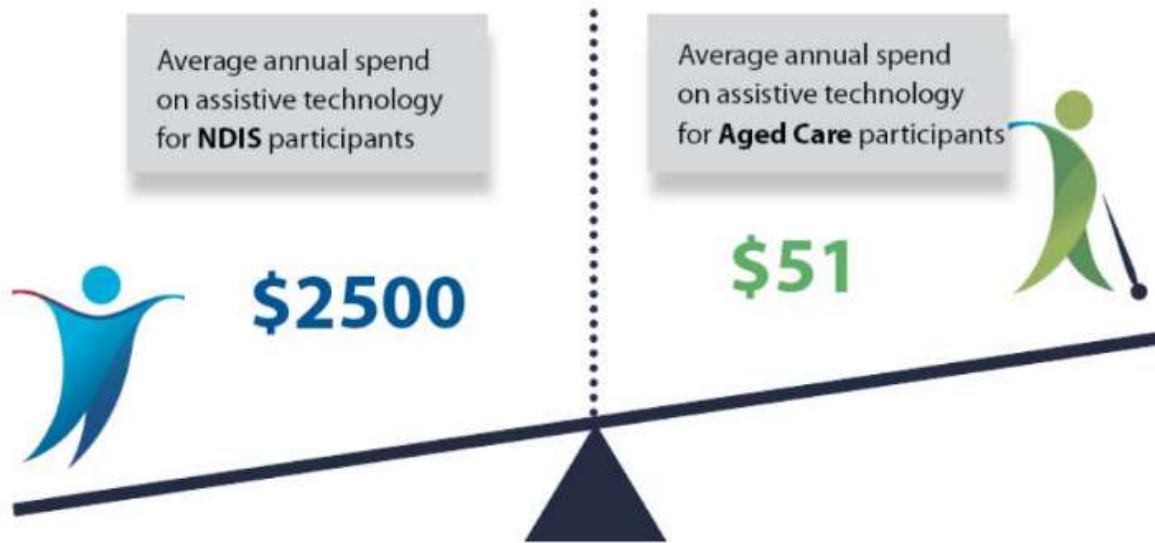 Average annual spend
on assistive technology
for NDIS participants
$2500
Average annual spend
on assistive technology
for Aged Care participants
$51